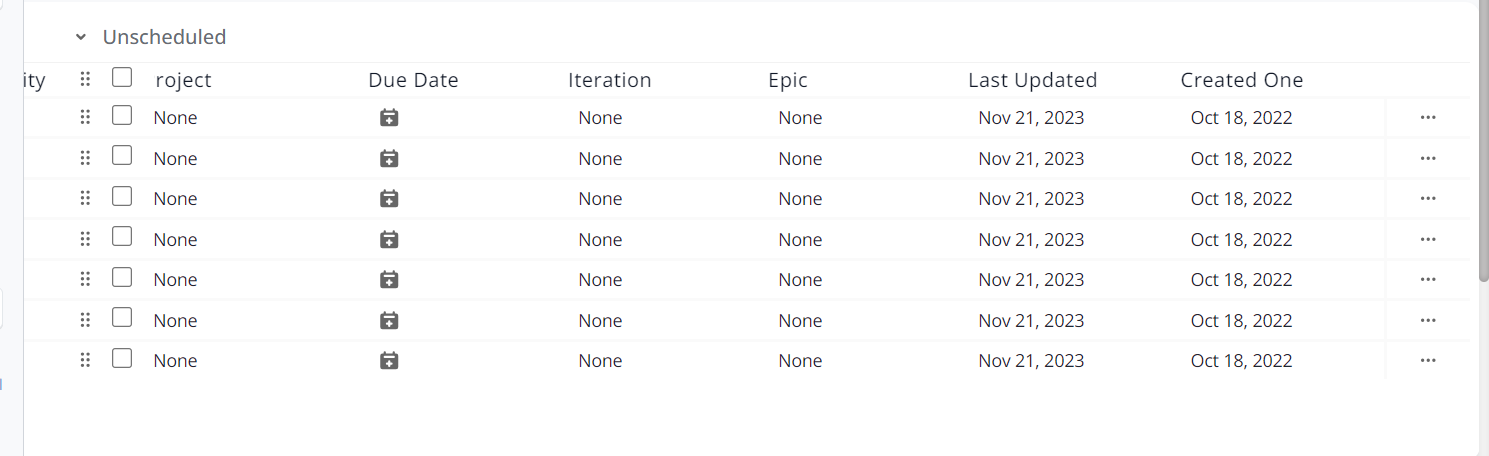 Unscheduled
ity roject Due Date Iteration Epic Last Updated Created One
None None None Nov 21, 2023 Oct 18, 2022
None None None Nov 21, 2023 Oct 18, 2022
None None None Nov 21, 2023 Oct 18, 2022
None None None Nov 21, 2023 Oct 18, 2022
None None None Nov 21, 2023 Oct 18, 2022
None None None Nov 21, 2023 Oct 18, 2022
None None None Nov 21, 2023 Oct 18, 2022